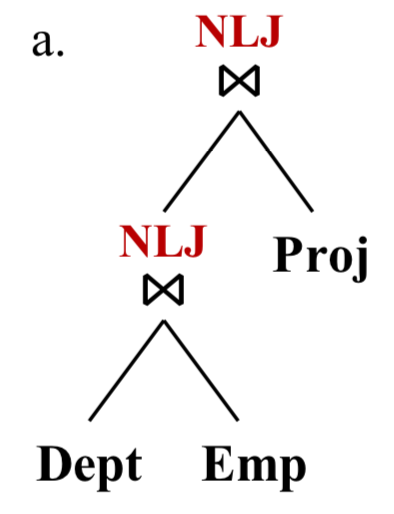 a.
NLJ
⋈
NLJ
Proj
⋈
Dept Emp